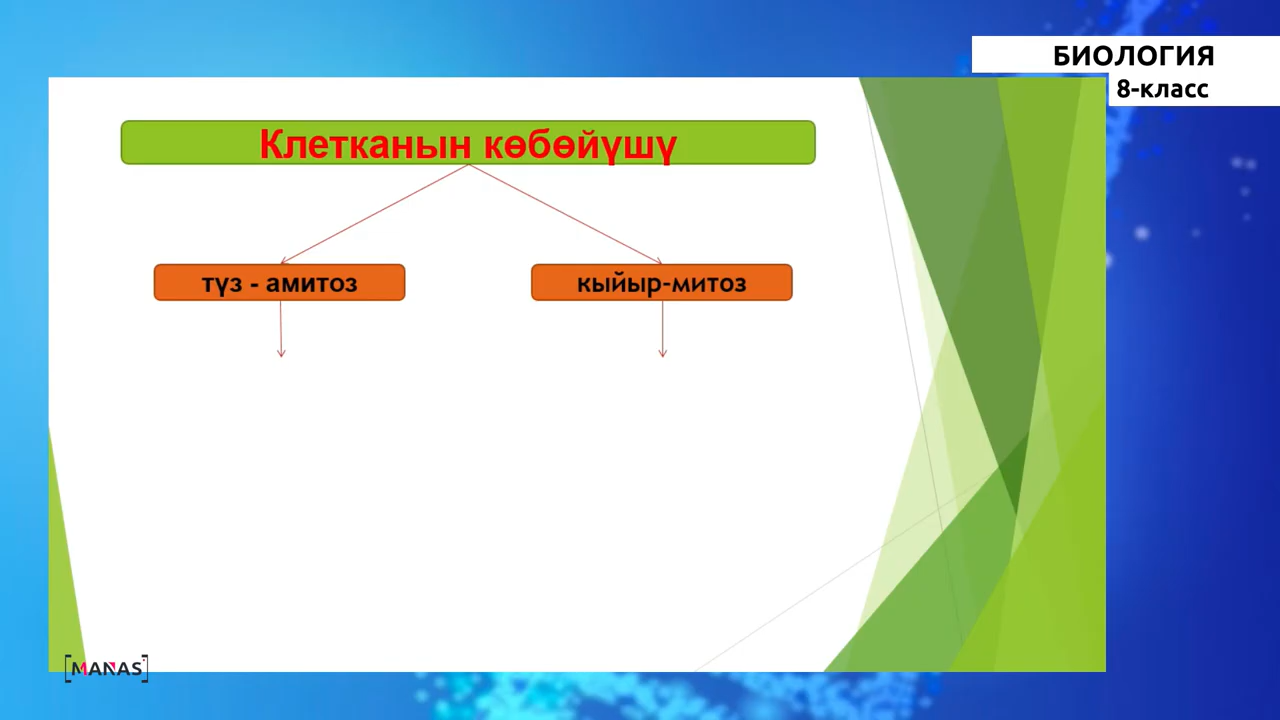 БИОЛОГИЯ
8-класс
Клетканын көбөйүшү
түз - амитоз
кыйыр-митоз
[MANAS]